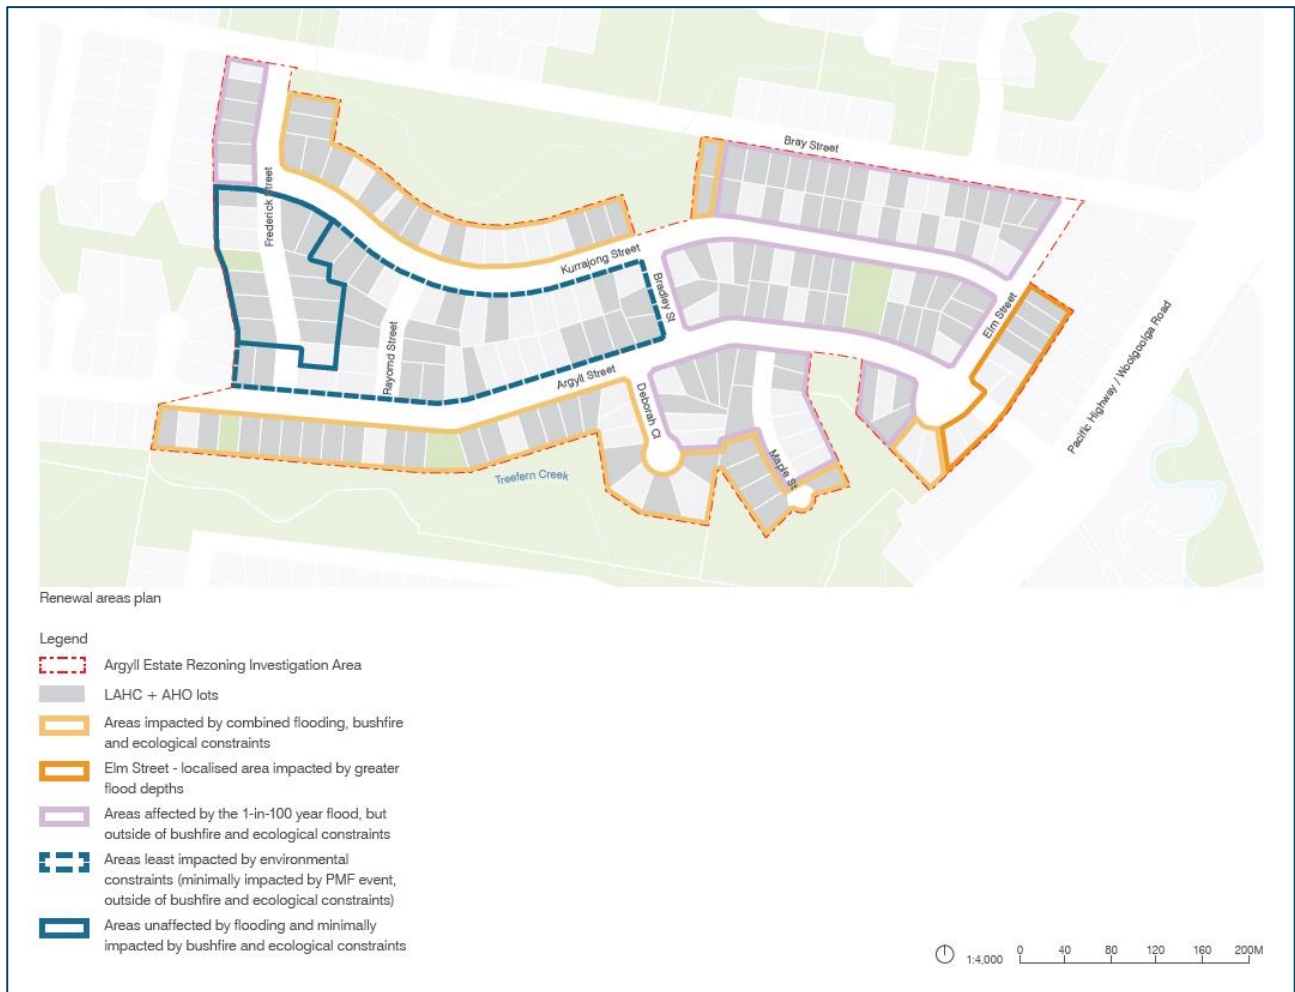 Bray Street
Frederick Street
Kurrajong Street
Bradley St
Elm Street
Rayomd Street
Argyll Street
Deborah Cl
Pacific Highway / Woolgoolga Road
Maple St
Treefern Creek
Renewal areas plan
Legend
Argyll Estate Rezoning Investigation Area
LAHC + AHO lots
Areas impacted by combined flooding, bushfire
and ecological constraints
Elm Street - localised area impacted by greater
flood depths
Areas affected by the 1-in-100 year flood, but
outside of bushfire and ecological constraints
Areas least impacted by environmental
constraints (minimally impacted by PMF event,
outside of bushfire and ecological constraints)
Areas unaffected by flooding and minimally
impacted by bushfire and ecological constraints
1:4,000 0 40 80 120 160 200M